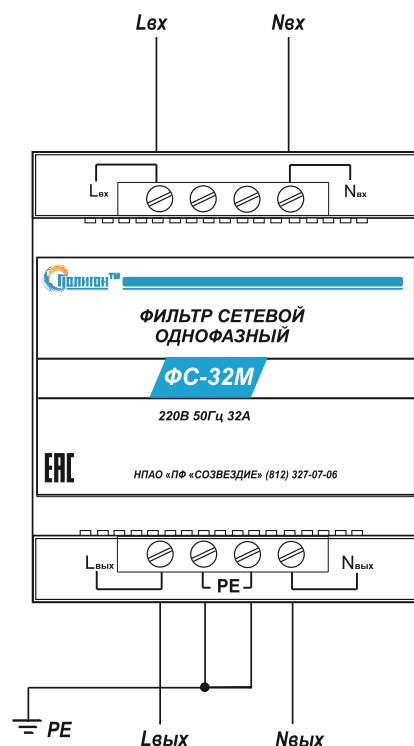 Lвх Nвх
Lвх Nвх
Полигон™
ФИЛЬТР СЕТЕВОЙ
ОДНОФАЗНЫЙ
ФС-32М
220В 50Гц 32А
ЕАС НПАО «ПФ «СОЗВЕЗДИЕ» (812) 327-07-06
Lвых PE Nвых
PE Lвых Nвых